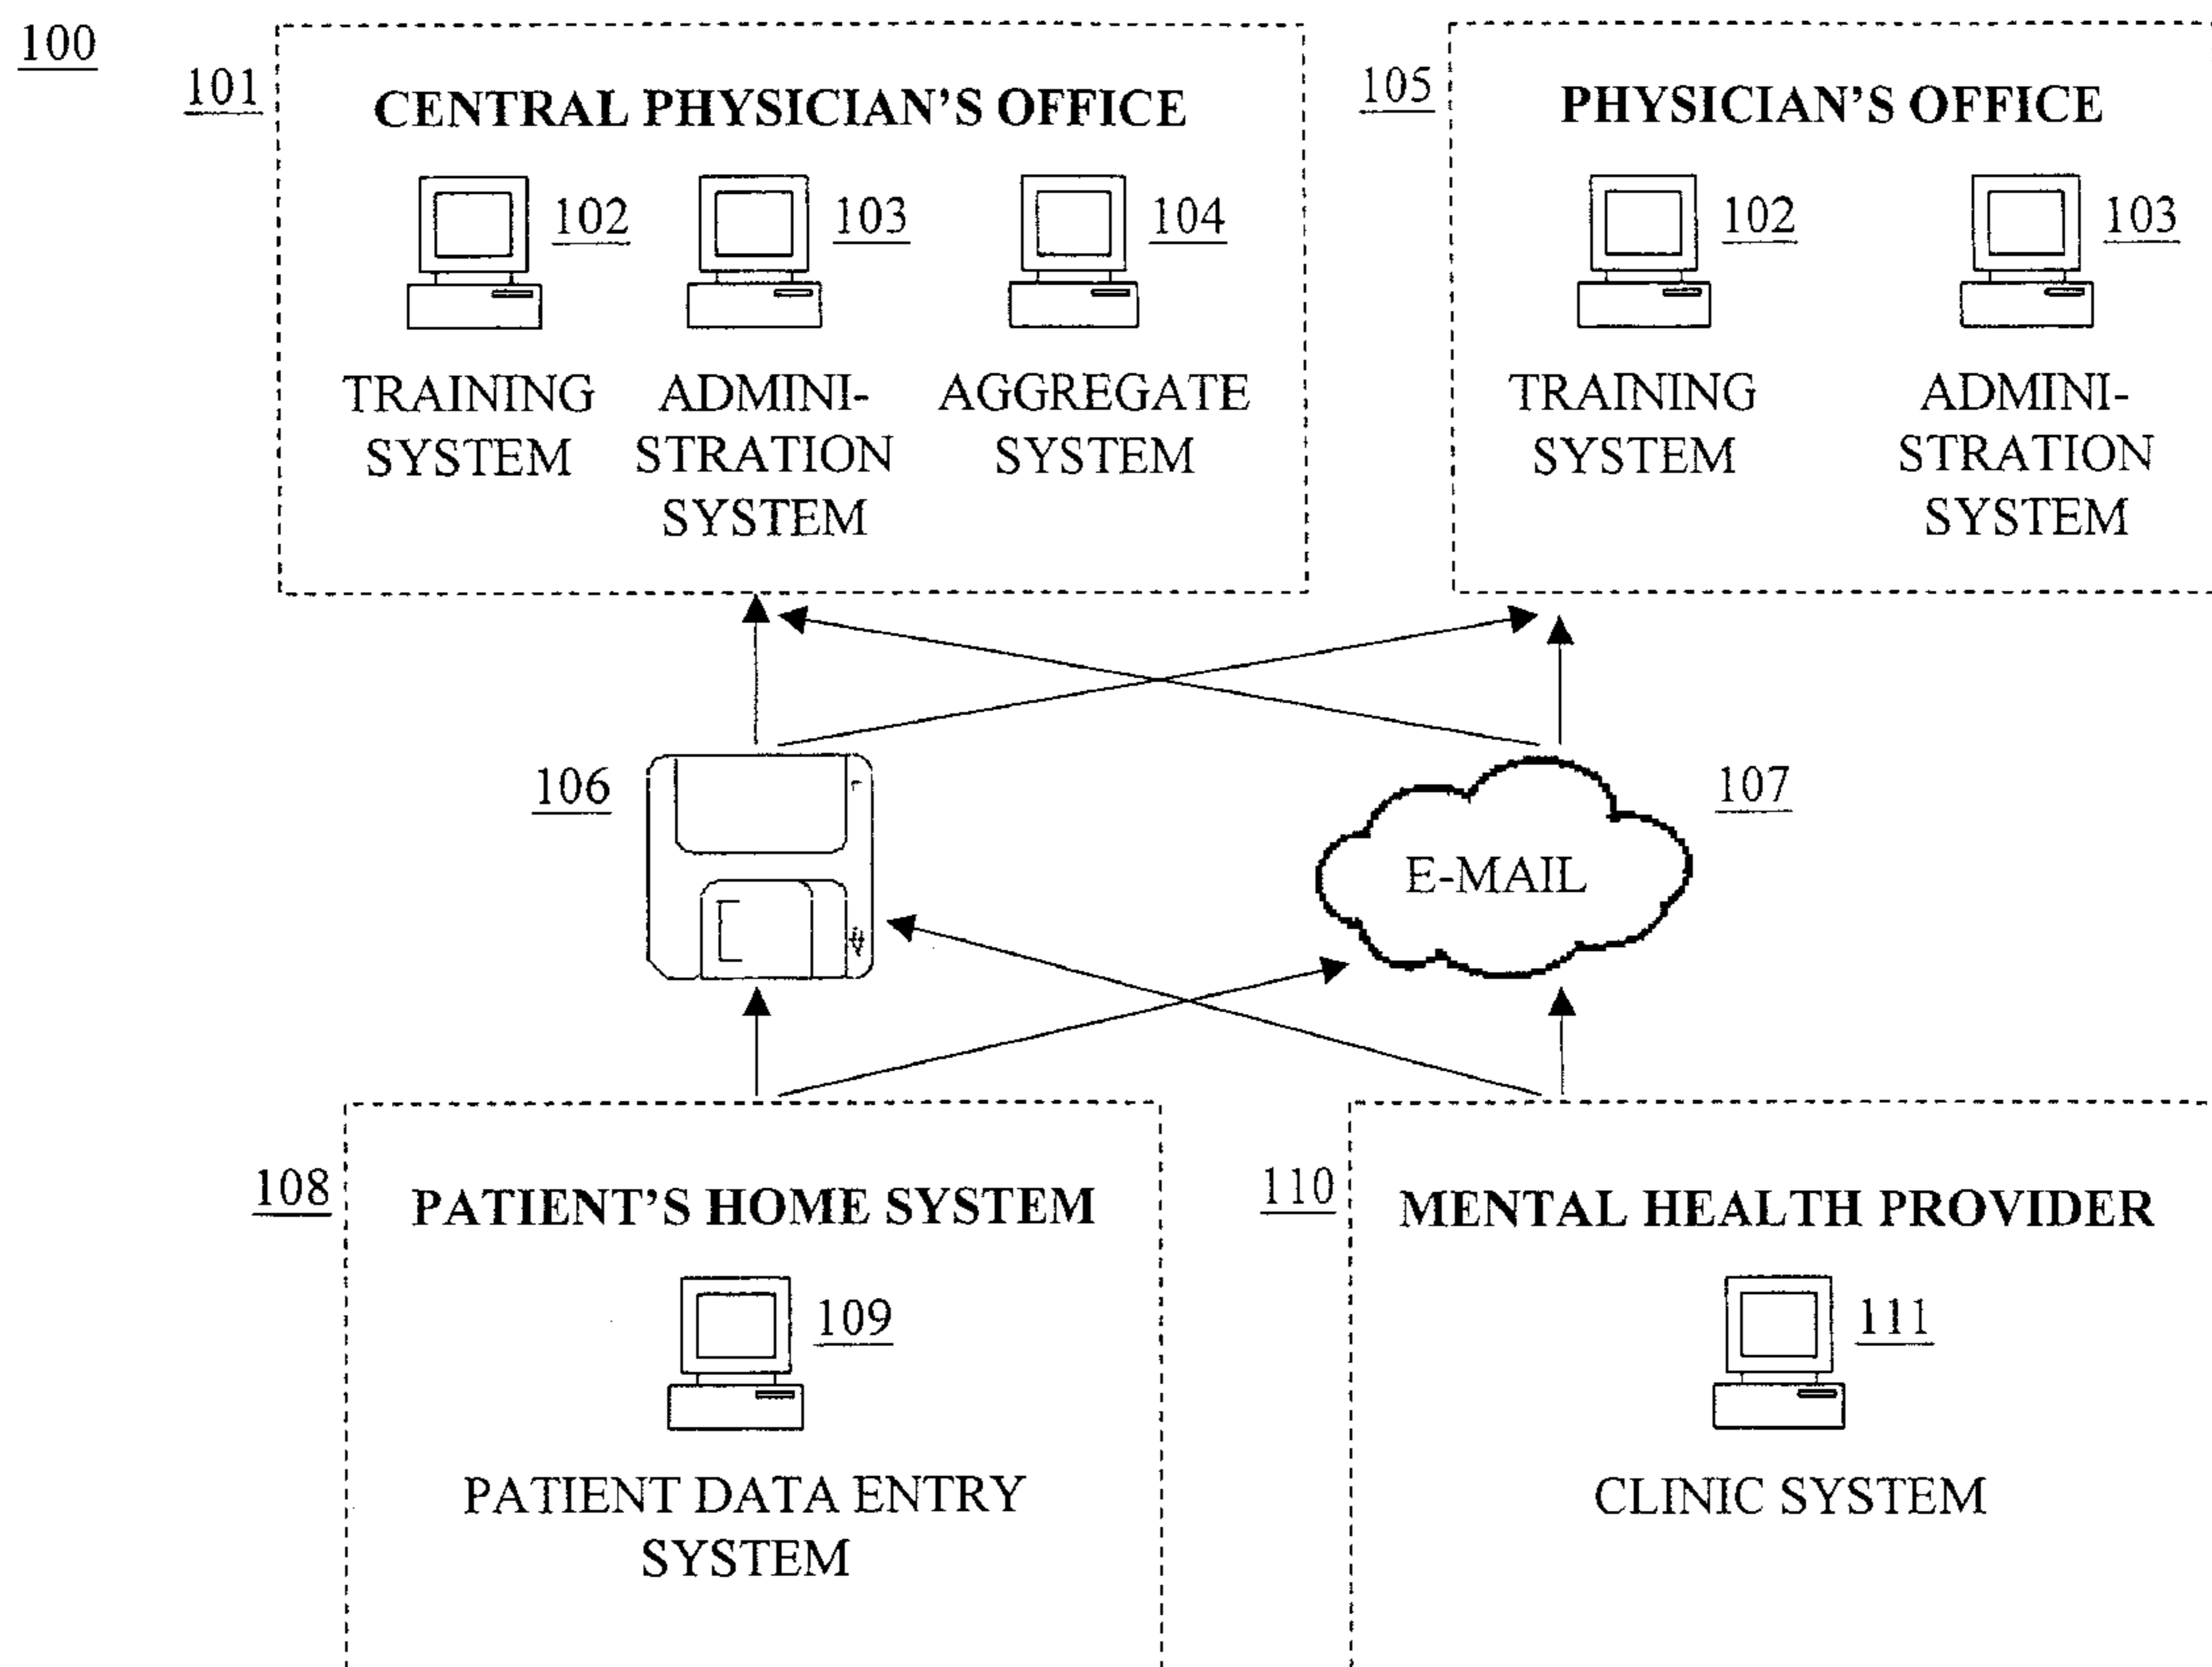 100
101
CENTRAL PHYSICIAN'S OFFICE
102
103
104
TRAINING
SYSTEM
ADMINI-
STRATION
SYSTEM
AGGREGATE
SYSTEM
105
PHYSICIAN'S OFFICE
102
103
TRAINING
SYSTEM
ADMINI-
STRATION
SYSTEM
106
E-MAIL
107
108
PATIENT'S HOME SYSTEM
109
PATIENT DATA ENTRY
SYSTEM
110
MENTAL HEALTH PROVIDER
111
CLINIC SYSTEM